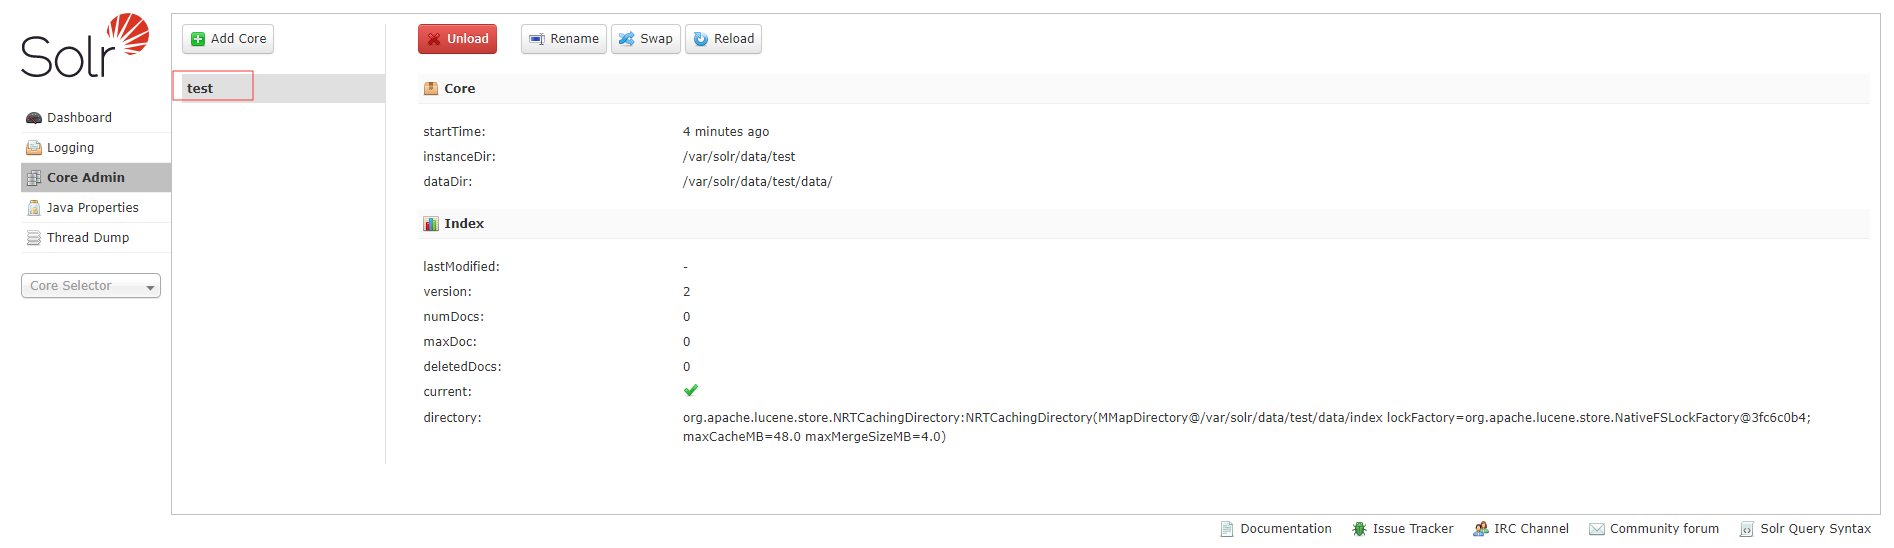 Solr
Dashboard
Logging
Core Admin
Java Properties
Thread Dump
Core Selector
Add Core
test
Unload
Rename
Swap
Reload
Core
startTime: 4 minutes ago
instanceDir: /var/solr/data/test
dataDir: /var/solr/data/test/data/
Index
lastModified: -
version: 2
numDocs: 0
maxDoc: 0
deletedDocs: 0
current:
directory: org.apache.lucene.store.NRTCachingDirectory:NRTCachingDirectory(MMapDirectory@/var/solr/data/test/data/index lockFactory=org.apache.lucene.store.NativeFSLockFactory@3fc6c0b4;
maxCacheMB=48.0 maxMergeSizeMB=4.0)
Documentation Issue Tracker IRC Channel Community forum Solr Query Syntax